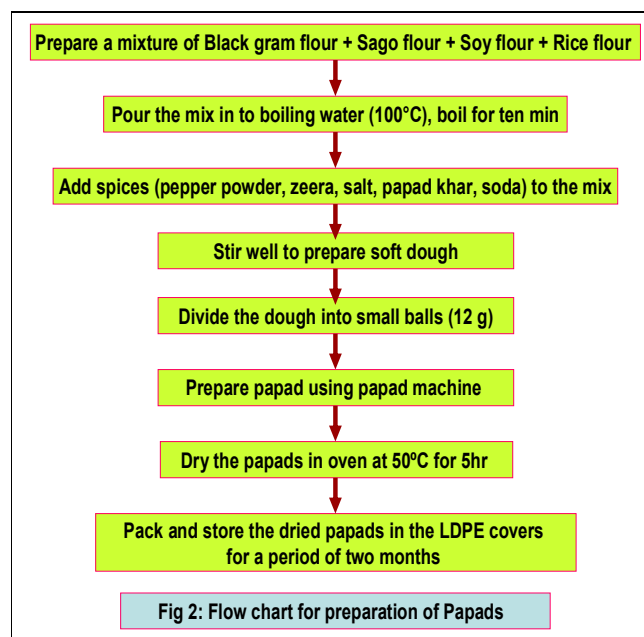 Prepare a mixture of Black gram flour + Sago flour + Soy flour + Rice flour
Pour the mix in to boiling water (100°C), boil for ten min
Add spices (pepper powder, zeera, salt, papad khar, soda) to the mix
Stir well to prepare soft dough
Divide the dough into small balls (12 g)
Prepare papad using papad machine
Dry the papads in oven at 50ºC for 5hr
Pack and store the dried papads in the LDPE covers
for a period of two months
Fig 2: Flow chart for preparation of Papads